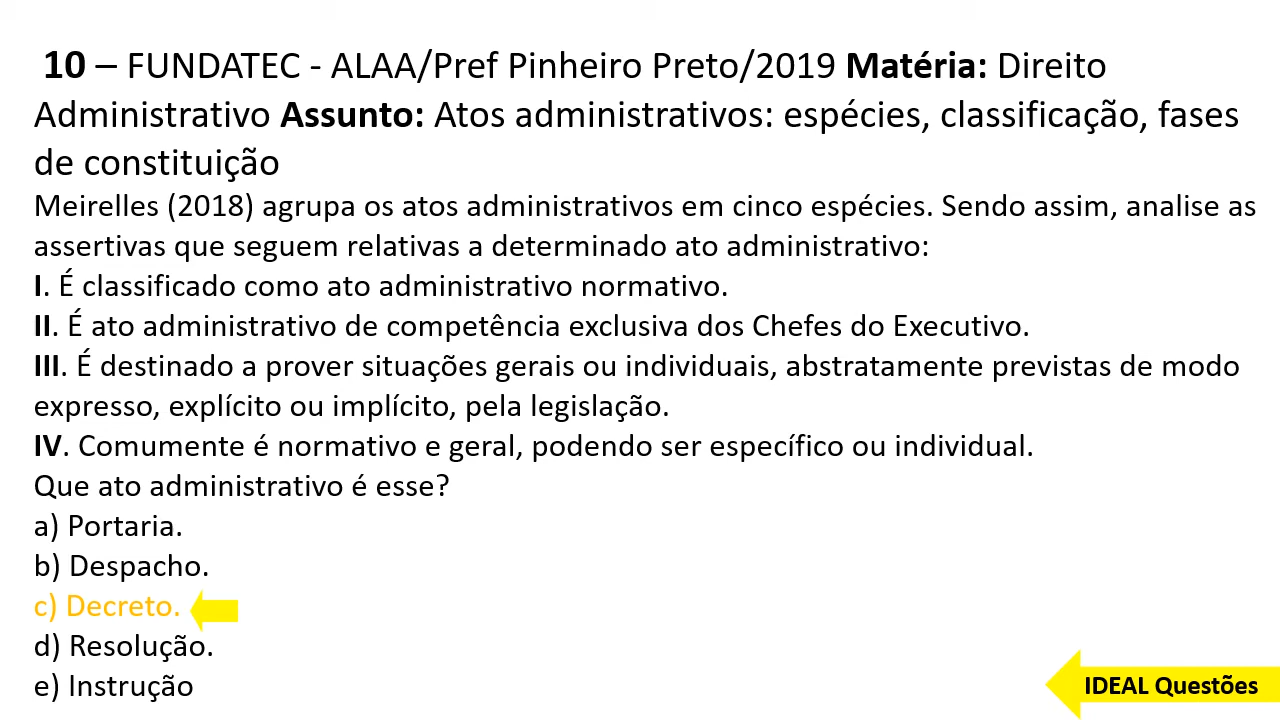 10 – FUNDATEC - ALAA/Pref Pinheiro Preto/2019 Matéria: Direito
Administrativo Assunto: Atos administrativos: espécies, classificação, fases
de constituição
Meirelles (2018) agrupa os atos administrativos em cinco espécies. Sendo assim, analise as
assertivas que seguem relativas a determinado ato administrativo:
I. É classificado como ato administrativo normativo.
II. É ato administrativo de competência exclusiva dos Chefes do Executivo.
III. É destinado a prover situações gerais ou individuais, abstratamente previstas de modo
expresso, explícito ou implícito, pela legislação.
IV. Comumente é normativo e geral, podendo ser específico ou individual.
Que ato administrativo é esse?
a) Portaria.
b) Despacho.
c) Decreto.
d) Resolução.
e) Instrução
IDEAL Questões